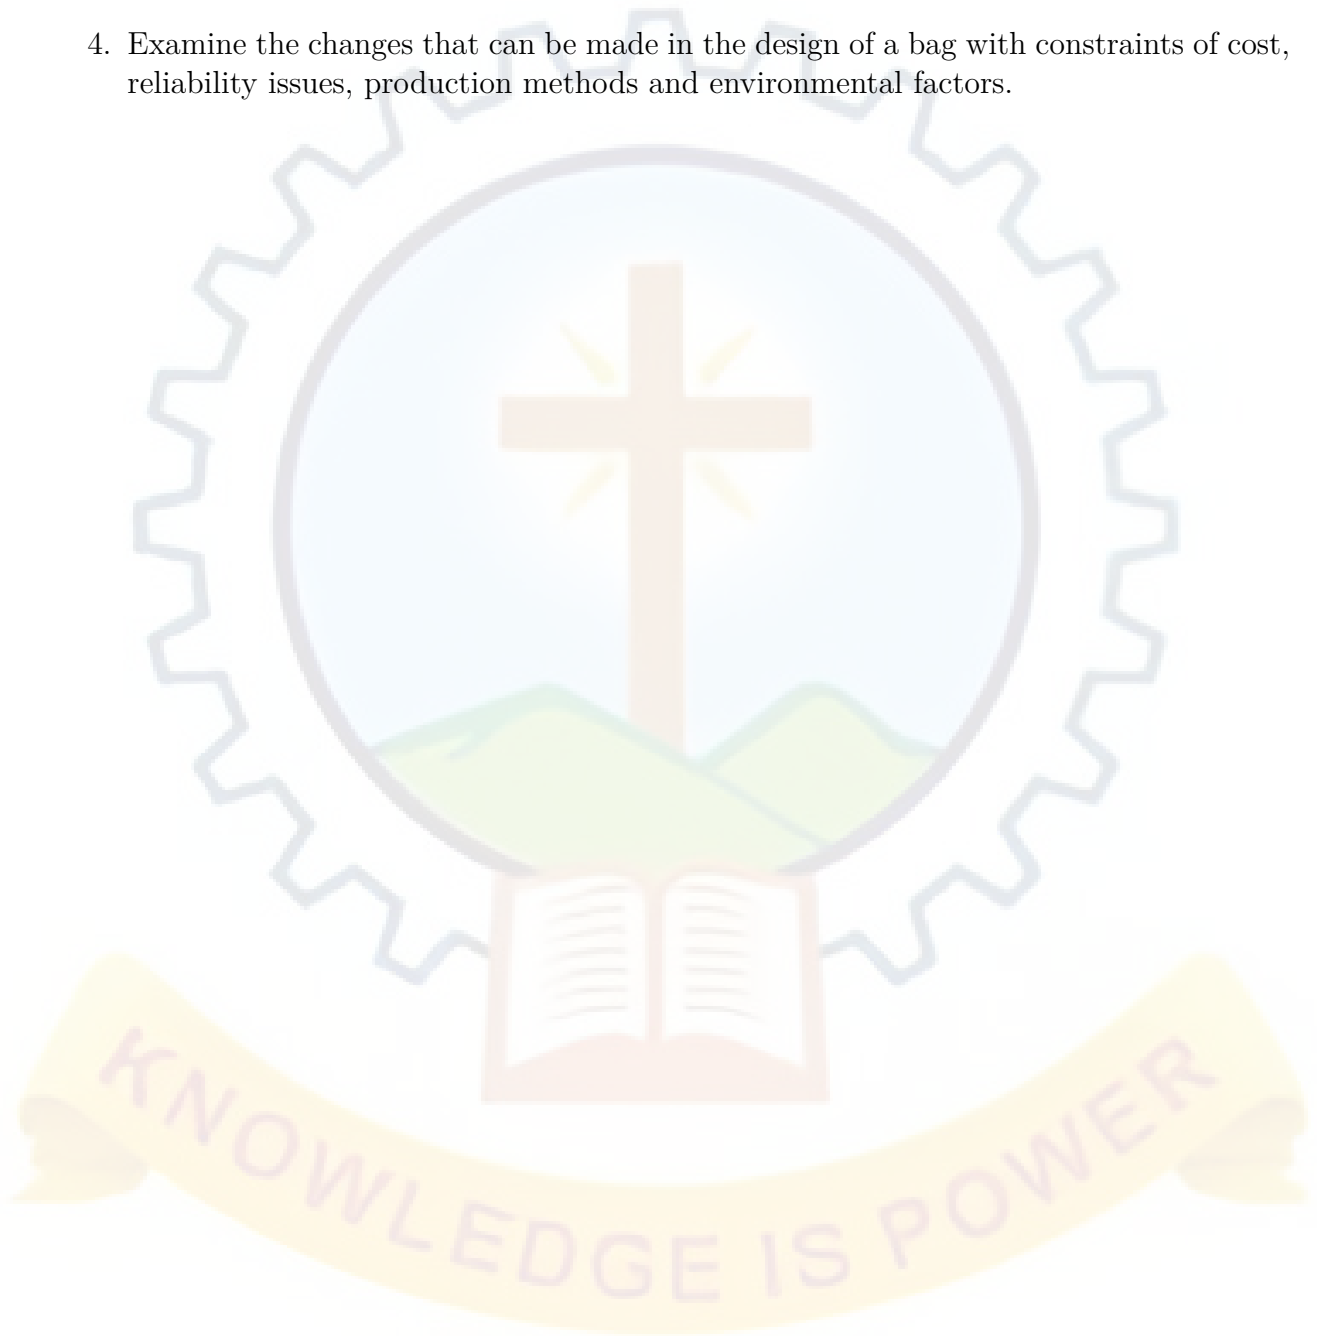 4. Examine the changes that can be made in the design of a bag with constraints of cost,
reliability issues, production methods and environmental factors.
KNOWLEDGE IS POWER